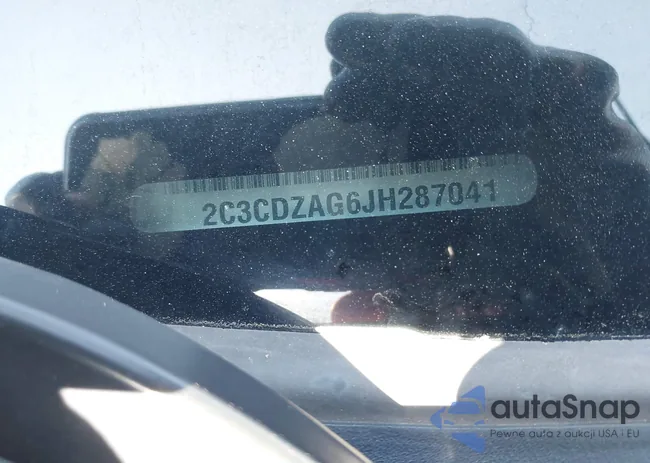 2C3CDZAG6JH287041
autaSnap
Pewne auta z aukcji USA i EU